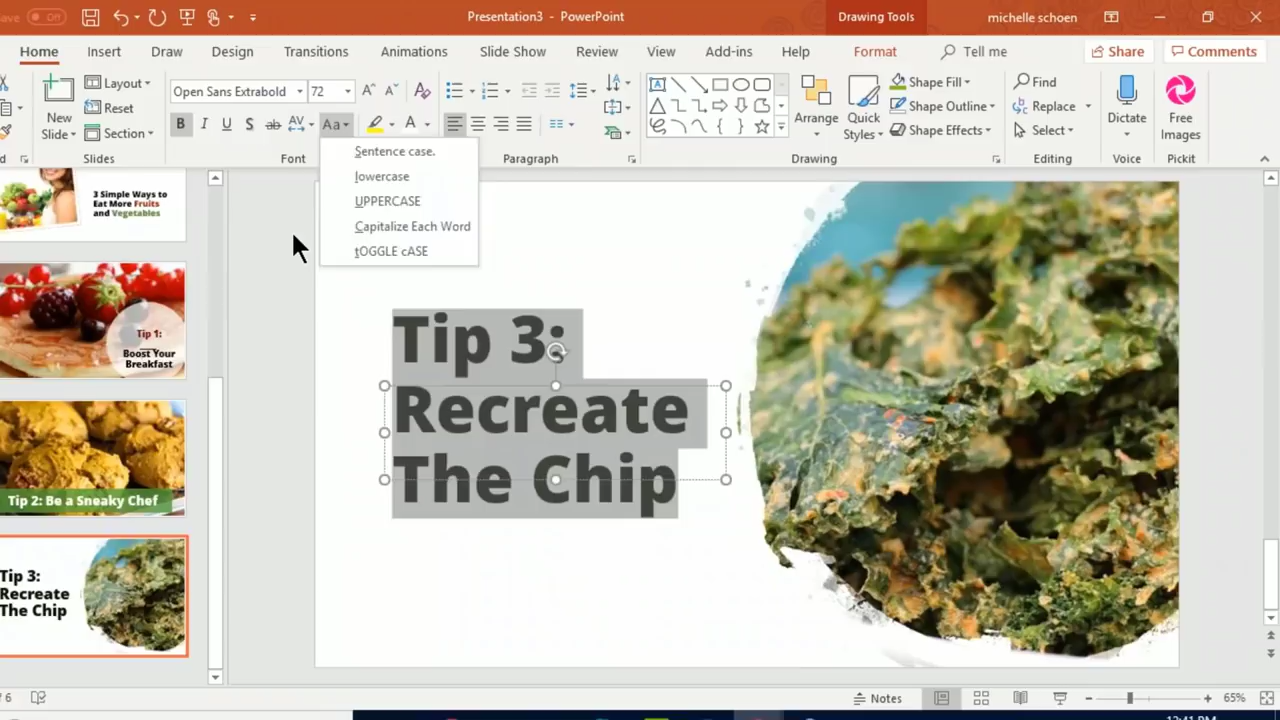 Off
Presentation3 - PowerPoint
Drawing Tools
michelle schoen
Home Insert Draw Design Transitions Animations Slide Show Review View Add-ins Help Format Tell me Share Comments
New Slide
Layout
Reset
Section
Slides
Open Sans Extrabold 72
B U S ab AV Aa A
Font
Paragraph
Arrange
Quick Styles
Shape Fill
Shape Outline
Shape Effects
Drawing
Find
Replace
Select
Editing
Dictate
Voice
Free Images
Pickit
Sentence case.
lowercase
UPPERCASE
Capitalize Each Word
tOGGLE cASE
3 Simple Ways to
Eat More Fruits
and Vegetables
Tip 1:
Boost Your
Breakfast
Tip 2: Be a Sneaky Chef
Tip 3:
Recreate
The Chip
Tip 3:
Recreate
The Chip
6
Notes
65%